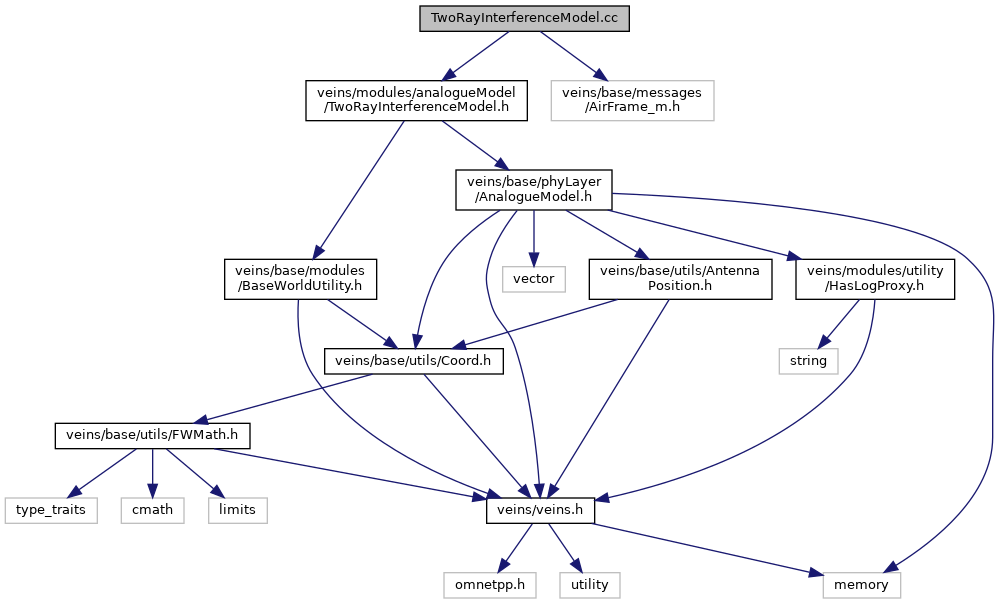 TwoRayInterferenceModel.cc
veins/modules/analogueModel
/TwoRayInterferenceModel.h
veins/base/messages
/AirFrame_m.h
veins/base/phyLayer
/AnalogueModel.h
veins/base/modules
/BaseWorldUtility.h
vector
veins/base/utils/Antenna
Position.h
veins/modules/utility
/HasLogProxy.h
veins/base/utils/Coord.h
string
veins/base/utils/FWMath.h
type_traits
cmath
limits
veins/veins.h
omnetpp.h
utility
memory